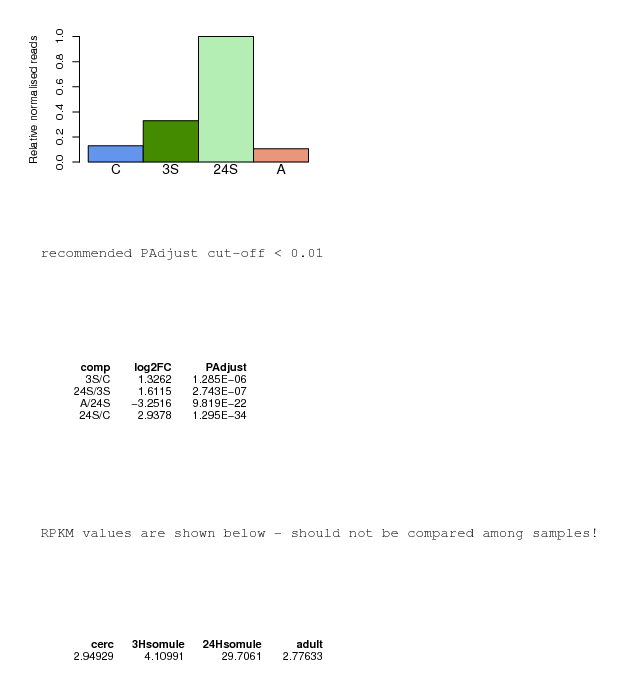 Relative normalised reads
1.0
0.8
0.6
0.4
0.2
0.0
C 3S 24S A
recommended PAdjust cut-off < 0.01
comp log2FC PAdjust
3S/C 1.3262 1.285E-06
24S/3S 1.6115 2.743E-07
A/24S -3.2516 9.819E-22
24S/C 2.9378 1.295E-34
RPKM values are shown below - should not be compared among samples!
cerc 3Hsomule 24Hsomule adult
2.94929 4.10991 29.7061 2.77633